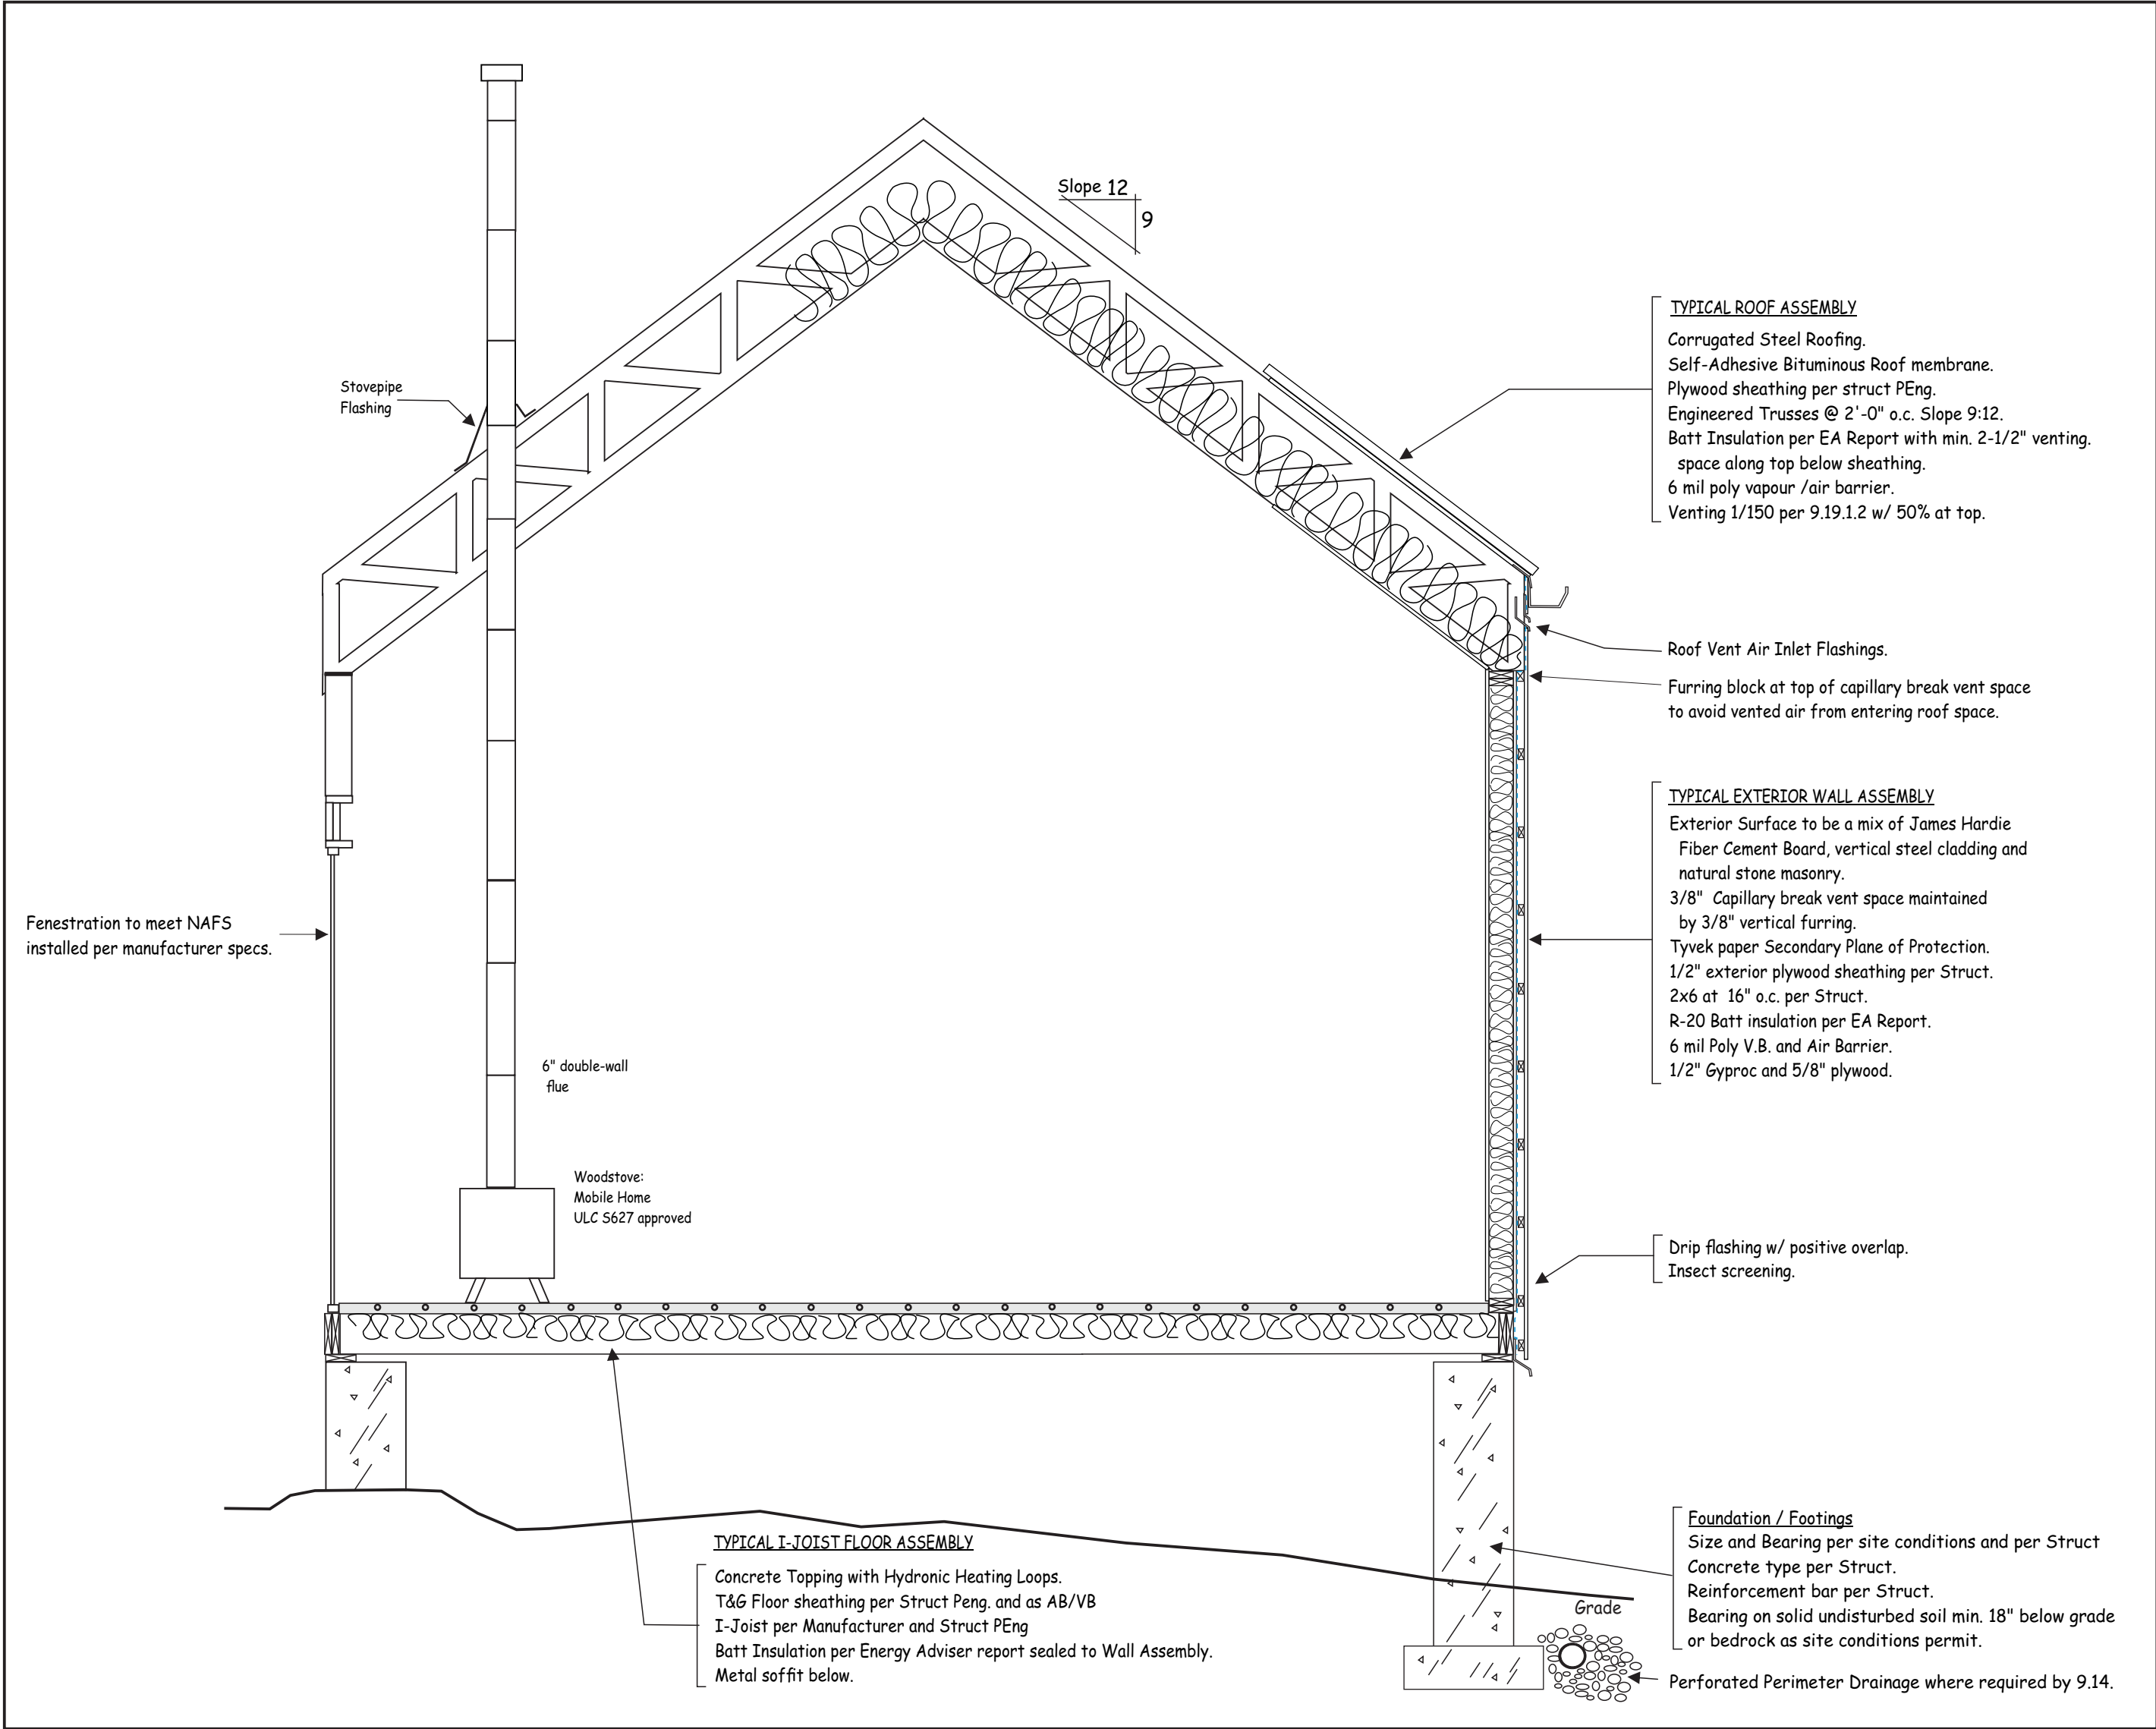 Slope 12
9
TYPICAL ROOF ASSEMBLY
Corrugated Steel Roofing.
Self-Adhesive Bituminous Roof membrane.
Plywood sheathing per struct PEng.
Engineered Trusses @ 2'-0" o.c. Slope 9:12.
Batt Insulation per EA Report with min. 2-1/2" venting.
space along top below sheathing.
6 mil poly vapour /air barrier.
Venting 1/150 per 9.19.1.2 w/ 50% at top.
Stovepipe
Flashing
Roof Vent Air Inlet Flashings.
Furring block at top of capillary break vent space
to avoid vented air from entering roof space.
TYPICAL EXTERIOR WALL ASSEMBLY
Exterior Surface to be a mix of James Hardie
Fiber Cement Board, vertical steel cladding and
natural stone masonry.
3/8" Capillary break vent space maintained
by 3/8" vertical furring.
Tyvek paper Secondary Plane of Protection.
1/2" exterior plywood sheathing per Struct.
2x6 at 16" o.c. per Struct.
R-20 Batt insulation per EA Report.
6 mil Poly V.B. and Air Barrier.
1/2" Gyproc and 5/8" plywood.
Fenestration to meet NAFS
installed per manufacturer specs.
6" double-wall
flue
Woodstove:
Mobile Home
ULC S627 approved
Drip flashing w/ positive overlap.
Insect screening.
TYPICAL I-JOIST FLOOR ASSEMBLY
Concrete Topping with Hydronic Heating Loops.
T&G Floor sheathing per Struct Peng. and as AB/VB
I-Joist per Manufacturer and Struct PEng
Batt Insulation per Energy Adviser report sealed to Wall Assembly.
Metal soffit below.
Foundation / Footings
Size and Bearing per site conditions and per Struct
Concrete type per Struct.
Reinforcement bar per Struct.
Bearing on solid undisturbed soil min. 18" below grade
or bedrock as site conditions permit.
Grade
Perforated Perimeter Drainage where required by 9.14.